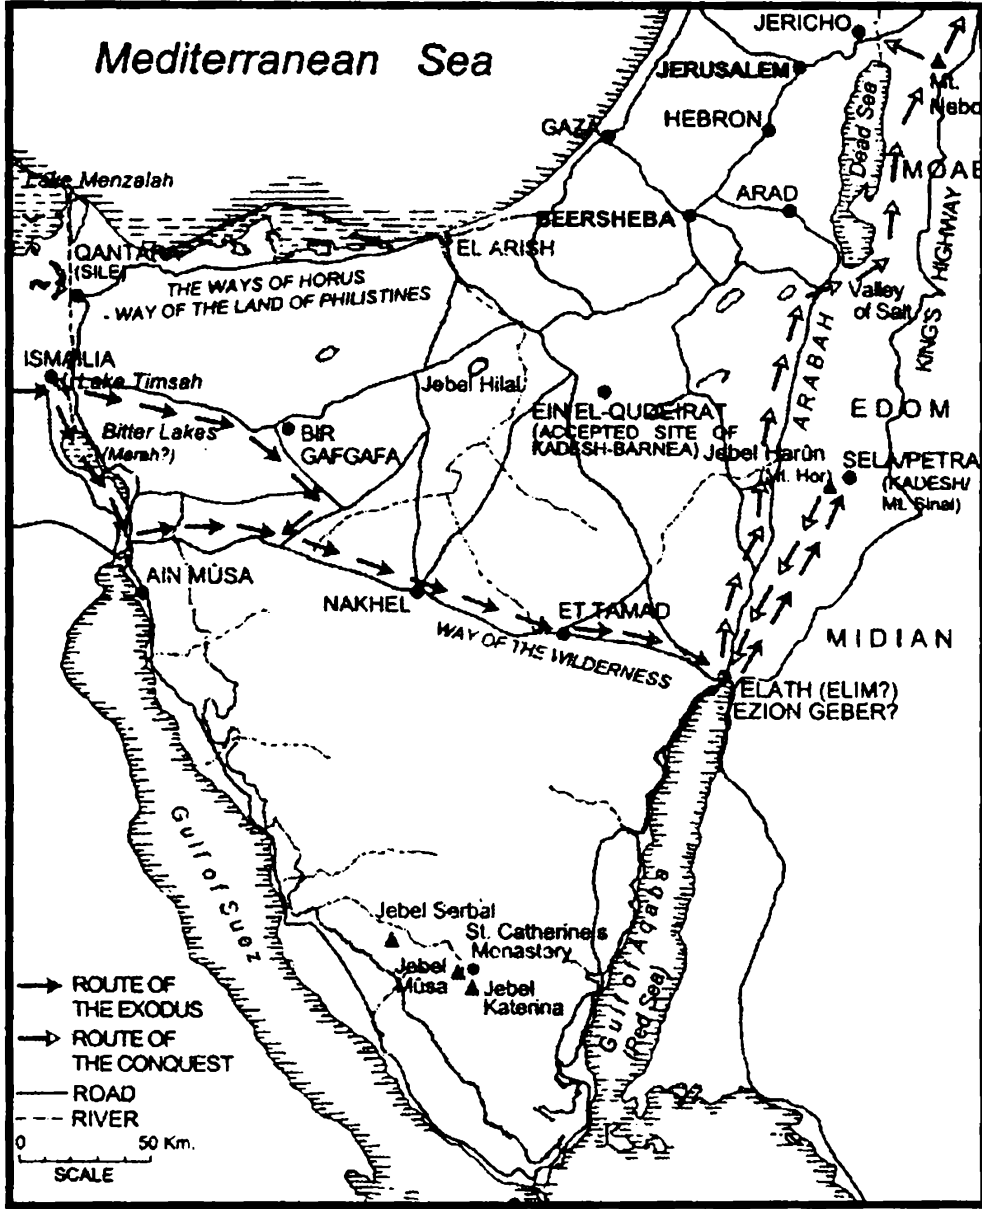 Mediterranean Sea
JERICHO
JERUSALEM
Mt.
Nebo
GAZA
HEBRON
Dead Sea
MOAB
Lake Menzalah
ARAD
BEERSHEBA
QANTARA
(SILE)
EL ARISH
KINGS HIGHWAY
THE WAYS OF HORUS
WAY OF THE LAND OF PHILISTINES
Valley
of Salt
ISMAILIA
Lake Timsah
Jebel Hilal
ARABAH
Bitter Lakes
(Marah?)
BIR
GAFGAFA
EIN EL-QUDEIRAT
(ACCEPTED SITE OF
KADESH-BARNEA)
EDOM
Jebel Harûn
(Mt. Hor)
SELA/PETRA
(KADESH/
Mt. Sinai)
AIN MÛSA
NAKHEL
ET TAMAD
WAY OF THE WILDERNESS
MIDIAN
ELATH (ELIM?)
EZION GEBER?
Gulf of Suez
Gulf of Aqaba
(Red Sea)
Jebel Serbal
St. Catherine's
Monastory
Jebel
Mûsa
Jebel
Katerina
ROUTE OF
THE EXODUS
ROUTE OF
THE CONQUEST
ROAD
RIVER
0 50 Km.
SCALE